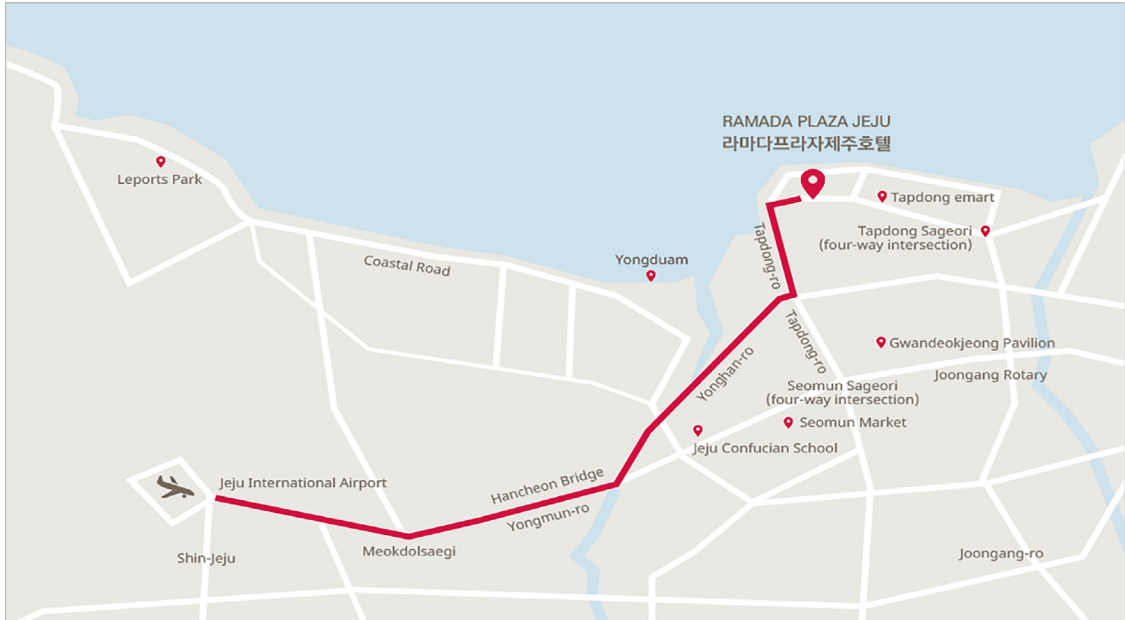 RAMADA PLAZA JEJU
라마다프라자제주호텔
Leports Park
Tapdong emart
Tapdong Sageori
(four-way intersection)
Tapdong-ro
Yongduam
Coastal Road
Tapdong-ro
Gwandeokjeong Pavilion
Yonghan-ro
Joongang Rotary
Seomun Sageori
(four-way intersection)
Seomun Market
Jeju Confucian School
Jeju International Airport
Hancheon Bridge
Yongmun-ro
Meokdolsaegi
Shin-Jeju
Joongang-ro